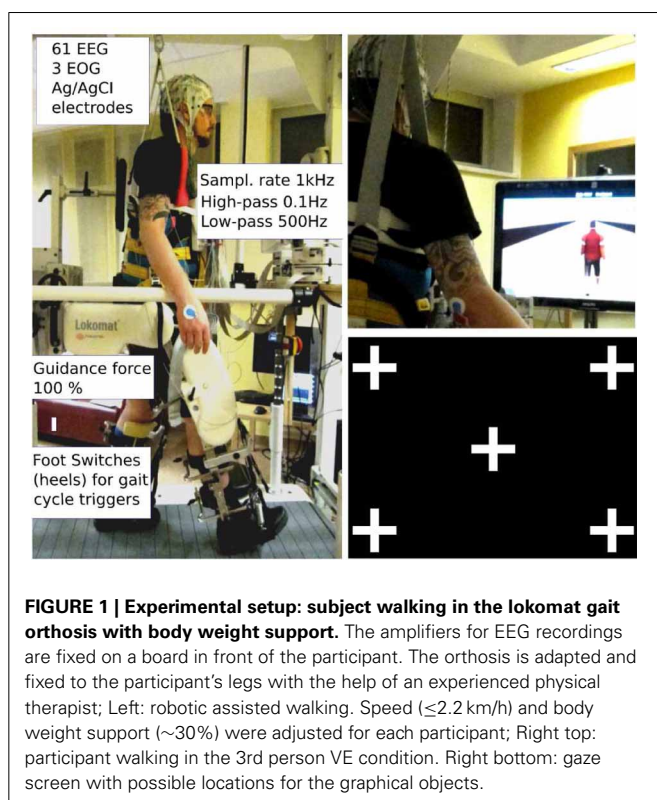 61 EEG
3 EOG
Ag/AgCl
electrodes
Sampl. rate 1kHz
High-pass 0.1Hz
Low-pass 500Hz
Lokomat
Guidance force
100 %
Foot Switches
(heels) for gait
cycle triggers
FIGURE 1 | Experimental setup: subject walking in the lokomat gait
orthosis with body weight support. The amplifiers for EEG recordings
are fixed on a board in front of the participant. The orthosis is adapted and
fixed to the participant's legs with the help of an experienced physical
therapist; Left: robotic assisted walking. Speed (≤2.2 km/h) and body
weight support (∼30%) were adjusted for each participant; Right top:
participant walking in the 3rd person VE condition. Right bottom: gaze
screen with possible locations for the graphical objects.